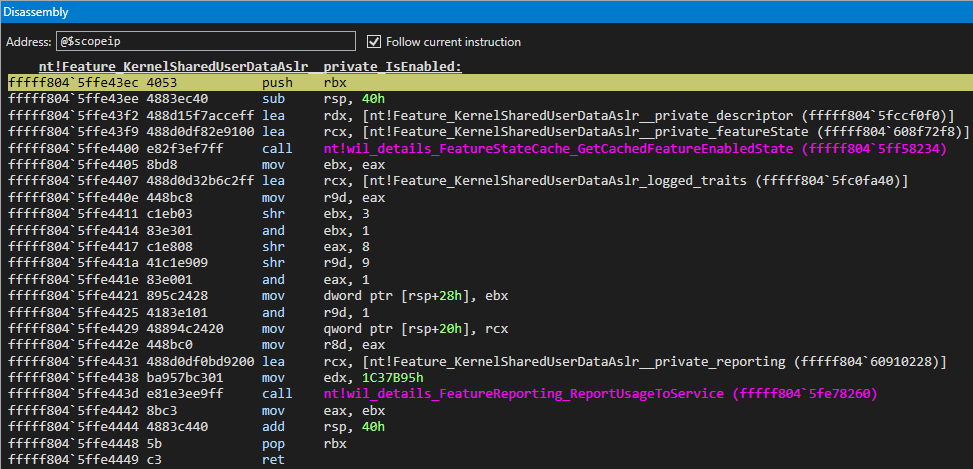 Disassembly
Address: @$scopeip Follow current instruction
nt!Feature_KernelSharedUserDataAslr__private_IsEnabled:
fffff804`5ffe43ec 4053 push rbx
fffff804`5ffe43ee 4883ec40 sub rsp, 40h
fffff804`5ffe43f2 488d15f7acceff lea rdx, [nt!Feature_KernelSharedUserDataAslr__private_descriptor (fffff804`5fccf0f0)]
fffff804`5ffe43f9 488d0df82e9100 lea rcx, [nt!Feature_KernelSharedUserDataAslr__private_featureState (fffff804`608f72f8)]
fffff804`5ffe4400 e82f3ef7ff call nt!wil_details_FeatureStateCache_GetCachedFeatureEnabledState (fffff804`5ff58234)
fffff804`5ffe4405 8bd8 mov ebx, eax
fffff804`5ffe4407 488d0d32b6c2ff lea rcx, [nt!Feature_KernelSharedUserDataAslr_logged_traits (fffff804`5fc0fa40)]
fffff804`5ffe440e 448bc8 mov r9d, eax
fffff804`5ffe4411 c1eb03 shr ebx, 3
fffff804`5ffe4414 83e301 and ebx, 1
fffff804`5ffe4417 c1e808 shr eax, 8
fffff804`5ffe441a 41c1e909 shr r9d, 9
fffff804`5ffe441e 83e001 and eax, 1
fffff804`5ffe4421 895c2428 mov dword ptr [rsp+28h], ebx
fffff804`5ffe4425 4183e101 and r9d, 1
fffff804`5ffe4429 48894c2420 mov qword ptr [rsp+20h], rcx
fffff804`5ffe442e 448bc0 mov r8d, eax
fffff804`5ffe4431 488d0df0bd9200 lea rcx, [nt!Feature_KernelSharedUserDataAslr__private_reporting (fffff804`60910228)]
fffff804`5ffe4438 ba957bc301 mov edx, 1C37B95h
fffff804`5ffe443d e81e3ee9ff call nt!wil_details_FeatureReporting_ReportUsageToService (fffff804`5fe78260)
fffff804`5ffe4442 8bc3 mov eax, ebx
fffff804`5ffe4444 4883c440 add rsp, 40h
fffff804`5ffe4448 5b pop rbx
fffff804`5ffe4449 c3 ret